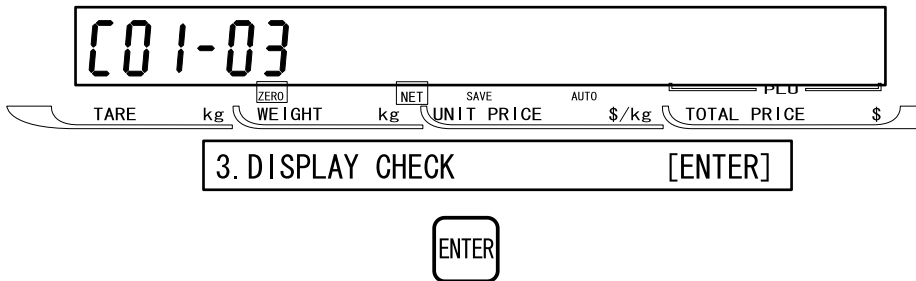 C01-03
ZERO NET SAVE AUTO PLU
TARE kg WEIGHT kg UNIT PRICE $/kg TOTAL PRICE $
3.DISPLAY CHECK [ENTER]
ENTER